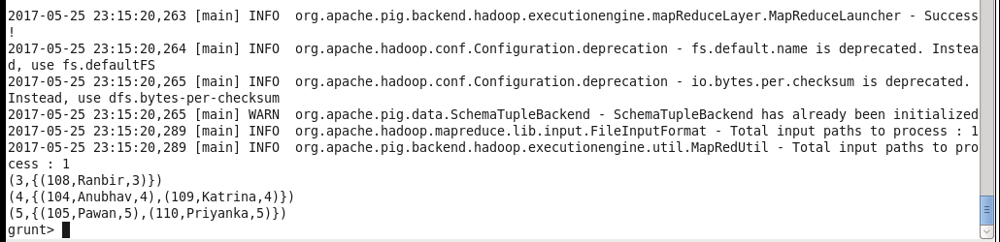 2017-05-25 23:15:20,263 [main] INFO  org.apache.pig.backend.hadoop.executionengine.mapReduceLayer.MapReduceLauncher - Success
!
2017-05-25 23:15:20,264 [main] INFO  org.apache.hadoop.conf.Configuration.deprecation - fs.default.name is deprecated. Instea
d, use fs.defaultFS
2017-05-25 23:15:20,265 [main] INFO  org.apache.hadoop.conf.Configuration.deprecation - io.bytes.per.checksum is deprecated.
Instead, use dfs.bytes-per-checksum
2017-05-25 23:15:20,265 [main] WARN  org.apache.pig.data.SchemaTupleBackend - SchemaTupleBackend has already been initialized
2017-05-25 23:15:20,289 [main] INFO  org.apache.hadoop.mapreduce.lib.input.FileInputFormat - Total input paths to process : 1
2017-05-25 23:15:20,289 [main] INFO  org.apache.pig.backend.hadoop.executionengine.util.MapRedUtil - Total input paths to pro
cess : 1
(3,{(108,Ranbir,3)})
(4,{(104,Anubhav,4),(109,Katrina,4)})
(5,{(105,Pawan,5),(110,Priyanka,5)})
grunt>